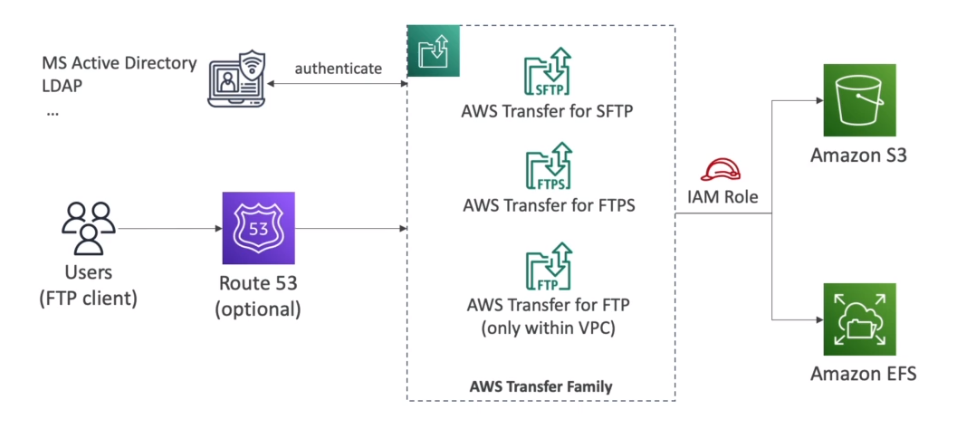 MS Active Directory
LDAP
...
authenticate
SFTP
AWS Transfer for SFTP
FTPS
AWS Transfer for FTPS
FTP
AWS Transfer for FTP
(only within VPC)
AWS Transfer Family
Users
(FTP client)
53
Route 53
(optional)
IAM Role
Amazon S3
Amazon EFS